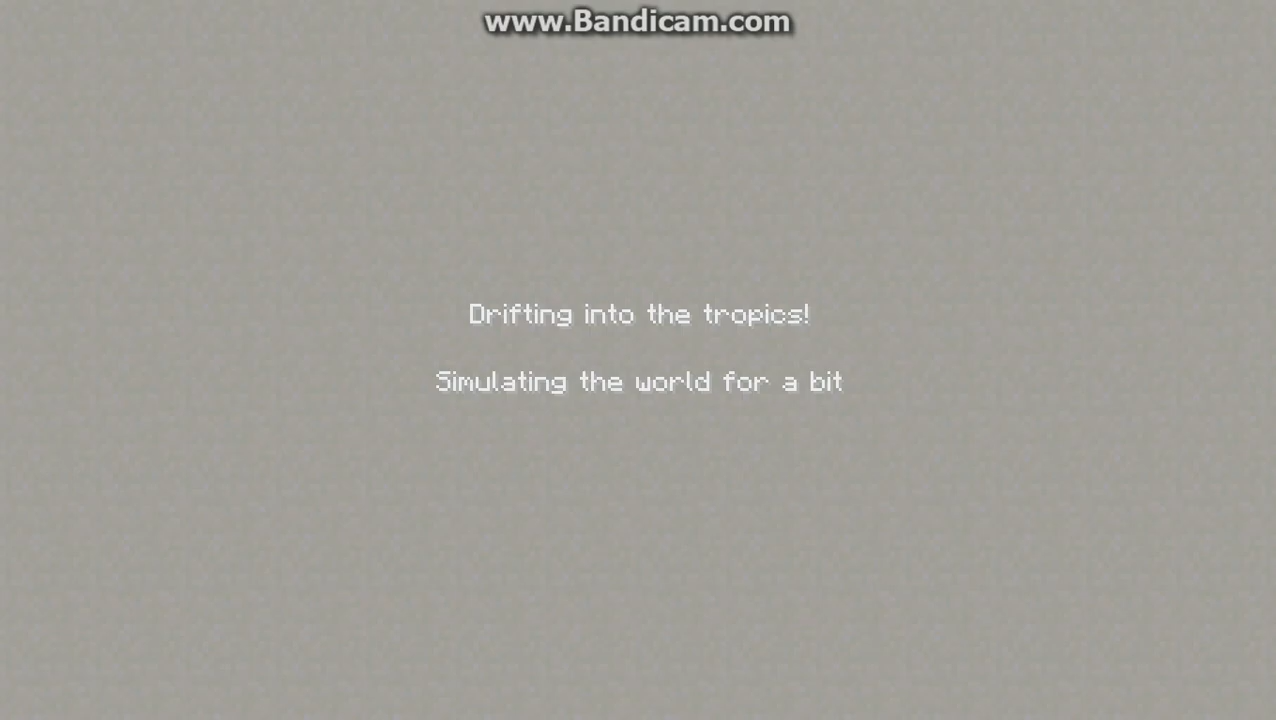 www.Bandicam.com
Drifting into the tropics!
Simulating the world for a bit